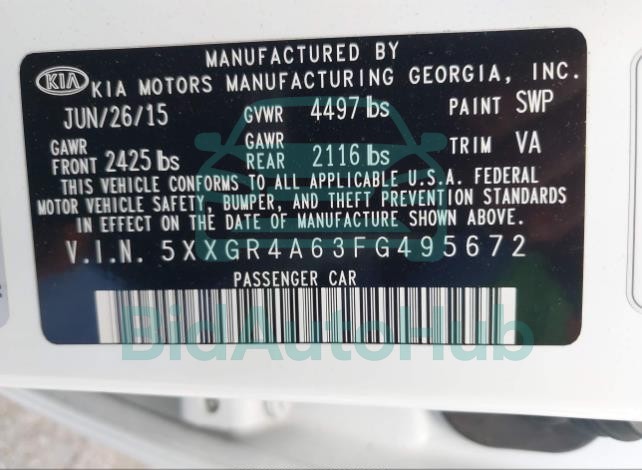 MANUFACTURED BY
KIA KIA MOTORS MANUFACTURING GEORGIA, INC.
JUN/26/15 GVWR 4497 lbs PAINT SWP
GAWR FRONT 2425 lbs GAWR REAR 2116 lbs TRIM VA
THIS VEHICLE CONFORMS TO ALL APPLICABLE U.S.A. FEDERAL
MOTOR VEHICLE SAFETY, BUMPER, AND THEFT PREVENTION STANDARDS
IN EFFECT ON THE DATE OF MANUFACTURE SHOWN ABOVE.
V.I.N. 5XXGR4A63FG495672
PASSENGER CAR
BidAutoHub